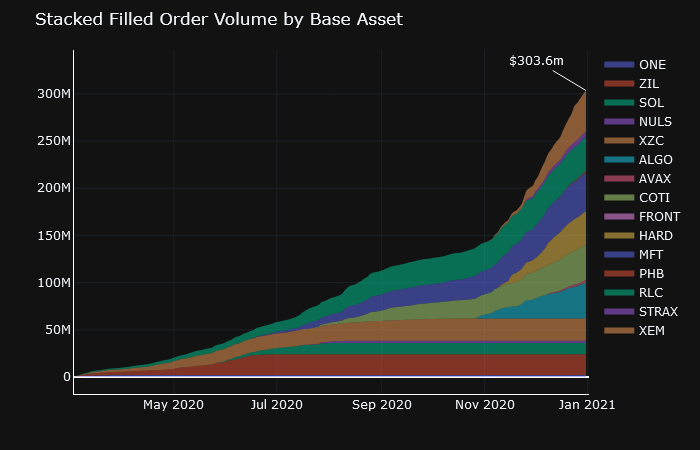 Stacked Filled Order Volume by Base Asset
$303.6m
300M
250M
200M
150M
100M
50M
0
May 2020
Jul 2020
Sep 2020
Nov 2020
Jan 2021
ONE
ZIL
SOL
NULS
XZC
ALGO
AVAX
COTI
FRONT
HARD
MFT
PHB
RLC
STRAX
XEM